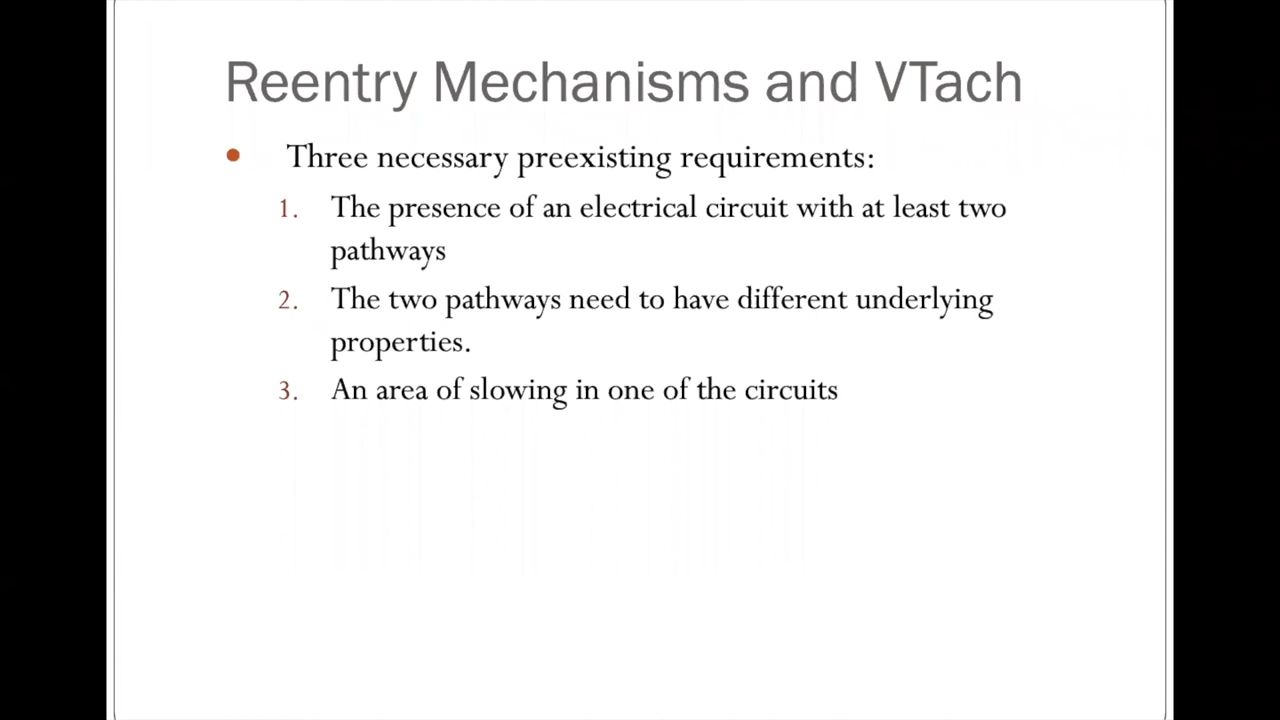 Reentry Mechanisms and VTach
• Three necessary preexisting requirements:
1. The presence of an electrical circuit with at least two
pathways
2. The two pathways need to have different underlying
properties.
3. An area of slowing in one of the circuits